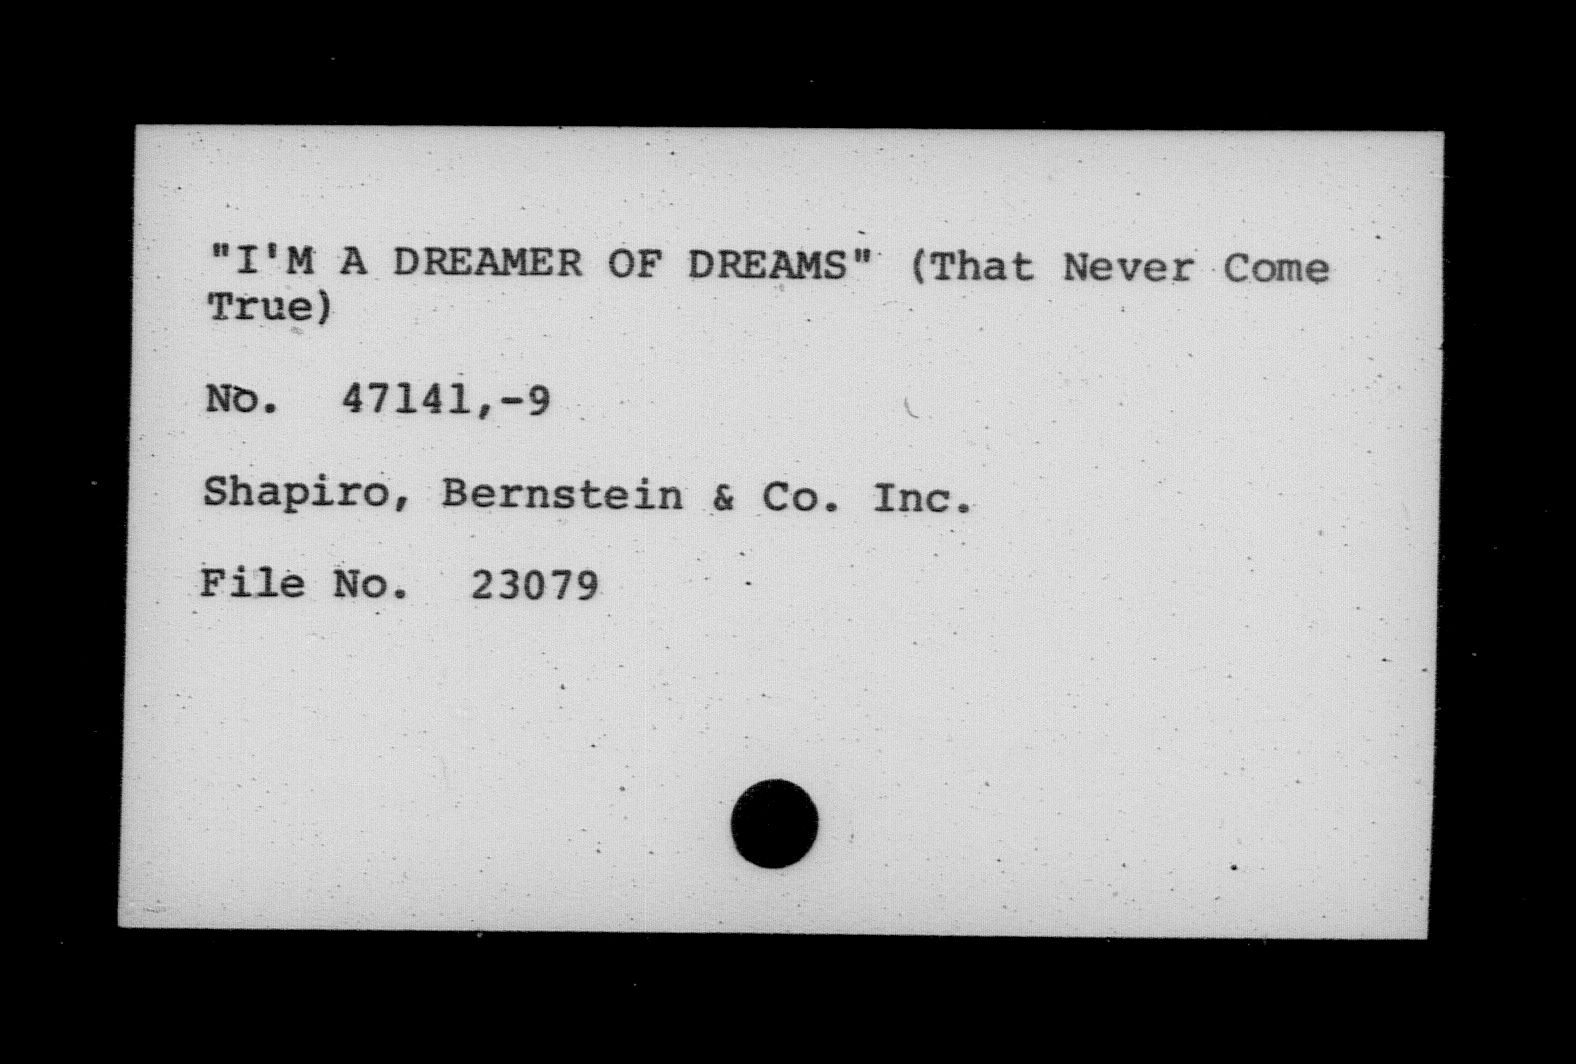 "I'M A DREAMER OF DREAMS" (That Never Come
True)
No. 47141,-9
Shapiro, Bernstein & Co. Inc.
File No. 23079